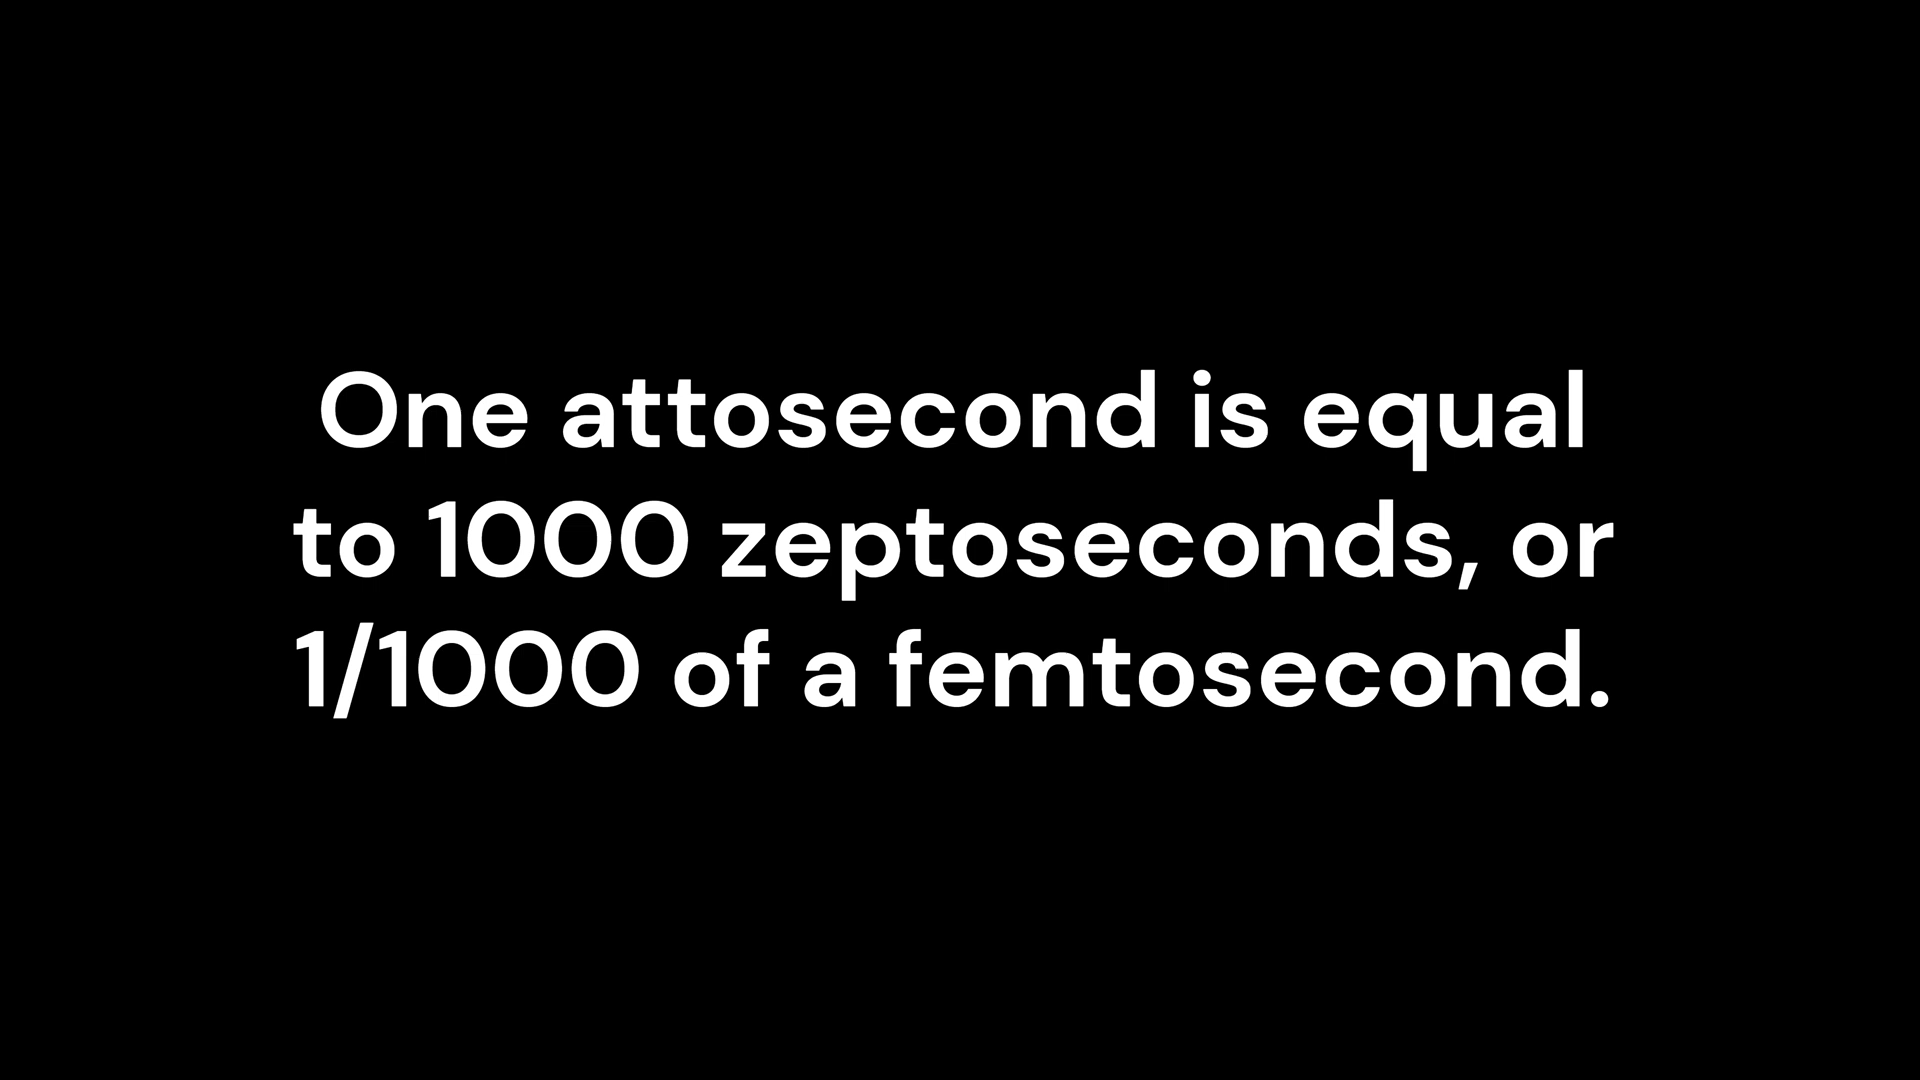 One attosecond is equal
to 1000 zeptoseconds, or
1/1000 of a femtosecond.